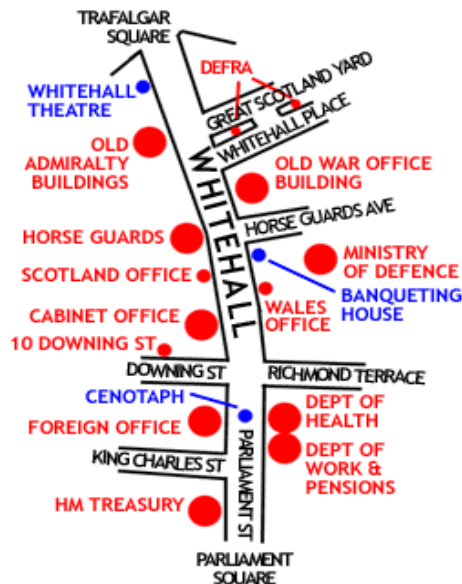 TRAFALGAR
SQUARE
DEFRA
WHITEHALL
THEATRE
GREAT SCOTLAND YARD
WHITEHALL PLACE
OLD
ADMIRALTY
BUILDINGS
WHITEHALL
OLD WAR OFFICE
BUILDING
HORSE GUARDS AVE
HORSE GUARDS
MINISTRY
OF DEFENCE
SCOTLAND OFFICE
BANQUETING
HOUSE
WALES
OFFICE
CABINET OFFICE
10 DOWNING ST
DOWNING ST
RICHMOND TERRACE
CENOTAPH
DEPT OF
HEALTH
FOREIGN OFFICE
PARLIAMENT ST
KING CHARLES ST
DEPT OF
WORK &
PENSIONS
HM TREASURY
PARLIAMENT
SQUARE